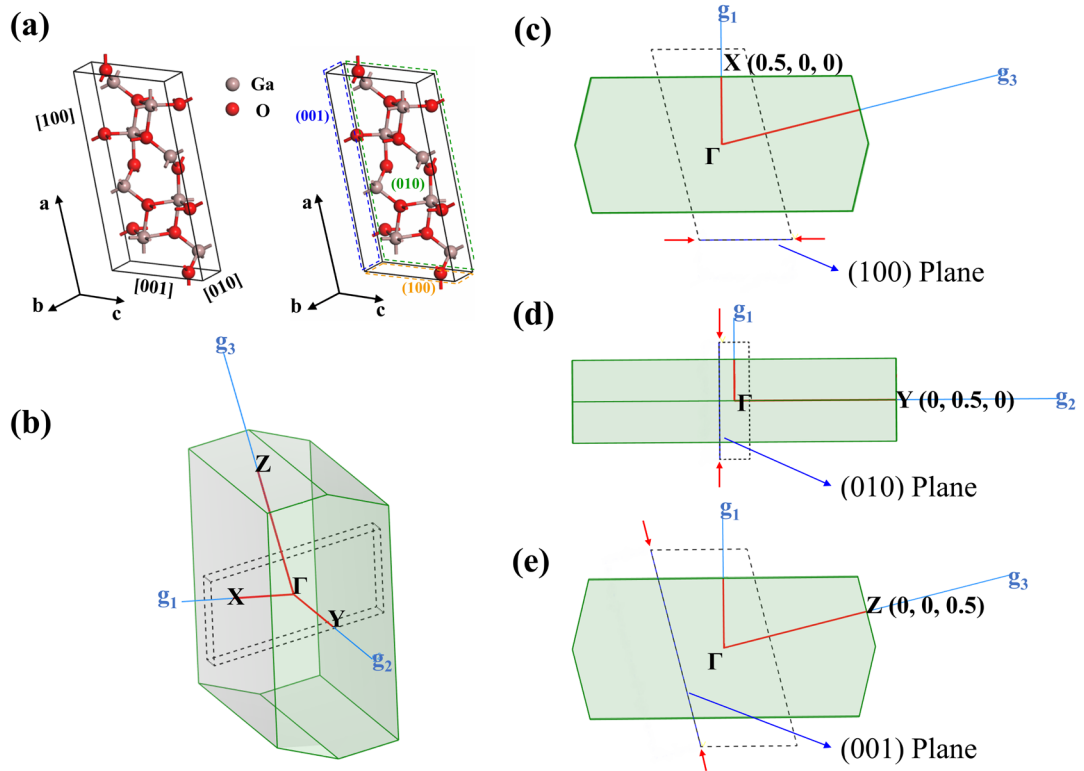 (a)
Ga
O
[100]
[001]
[010]
a
b
c
(001)
(010)
(100)
a
b
c
(b)
g3
Z
Γ
g1
X
Y
g2
(c)
g1
X (0.5, 0, 0)
g3
Γ
(100) Plane
(d)
g1
Γ
Y (0, 0.5, 0)
g2
(010) Plane
(e)
g1
g3
Z (0, 0, 0.5)
Γ
(001) Plane